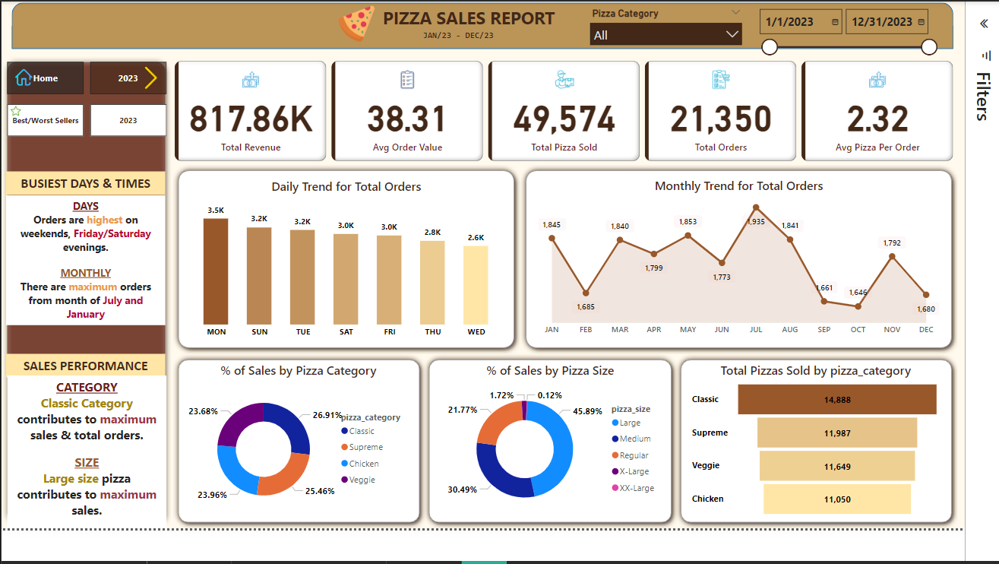 PIZZA SALES REPORT
JAN/23 - DEC/23
Pizza Category
All
1/1/2023
12/31/2023
Filters
Home
2023
Best/Worst Sellers
2023
817.86K
Total Revenue
38.31
Avg Order Value
49,574
Total Pizza Sold
21,350
Total Orders
2.32
Avg Pizza Per Order
BUSIEST DAYS & TIMES
DAYS
Orders are highest on
weekends, Friday/Saturday
evenings.
MONTHLY
There are maximum orders
from month of July and
January
SALES PERFORMANCE
CATEGORY
Classic Category
contributes to maximum
sales & total orders.
SIZE
Large size pizza
contributes to maximum
sales.
Daily Trend for Total Orders
3.5K
3.2K
3.2K
3.0K
3.0K
2.8K
2.6K
MON
SUN
TUE
SAT
FRI
THU
WED
Monthly Trend for Total Orders
1,845
1,685
1,840
1,799
1,853
1,773
1,935
1,841
1,661
1,646
1,792
1,680
JAN
FEB
MAR
APR
MAY
JUN
JUL
AUG
SEP
OCT
NOV
DEC
% of Sales by Pizza Category
23.68%
26.91%
23.96%
25.46%
pizza_category
Classic
Supreme
Chicken
Veggie
% of Sales by Pizza Size
1.72%
0.12%
21.77%
45.89%
30.49%
pizza_size
Large
Medium
Regular
X-Large
XX-Large
Total Pizzas Sold by pizza_category
Classic
14,888
Supreme
11,987
Veggie
11,649
Chicken
11,050